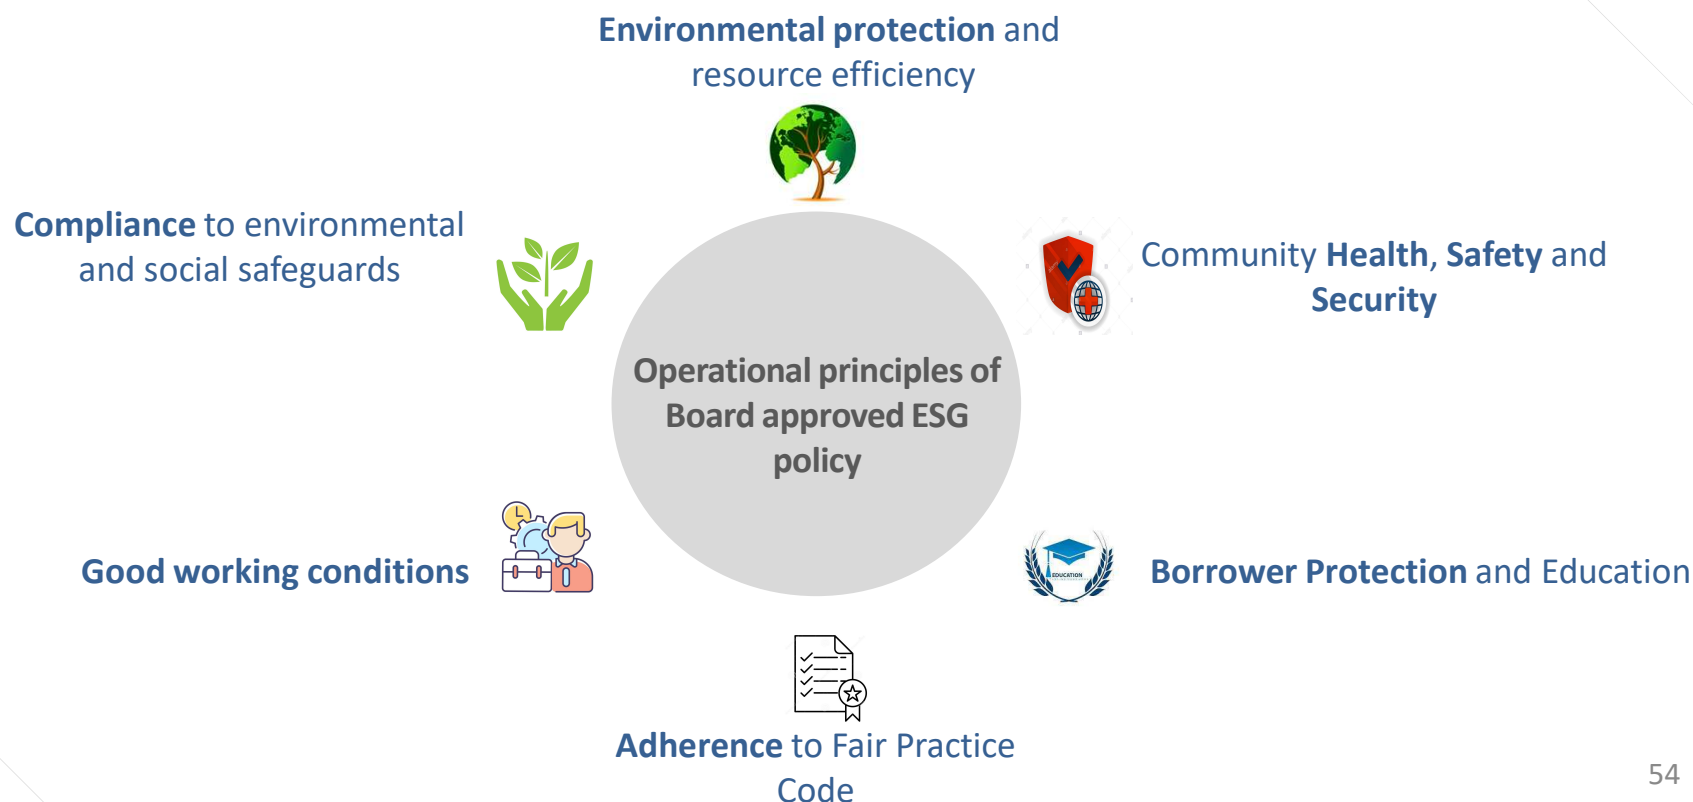 Environmental protection and
resource efficiency
Compliance to environmental
and social safeguards
Community Health, Safety and
Security
Operational principles of
Board approved ESG
policy
Good working conditions
EDUCATION
Borrower Protection and Education
Adherence to Fair Practice
Code
54